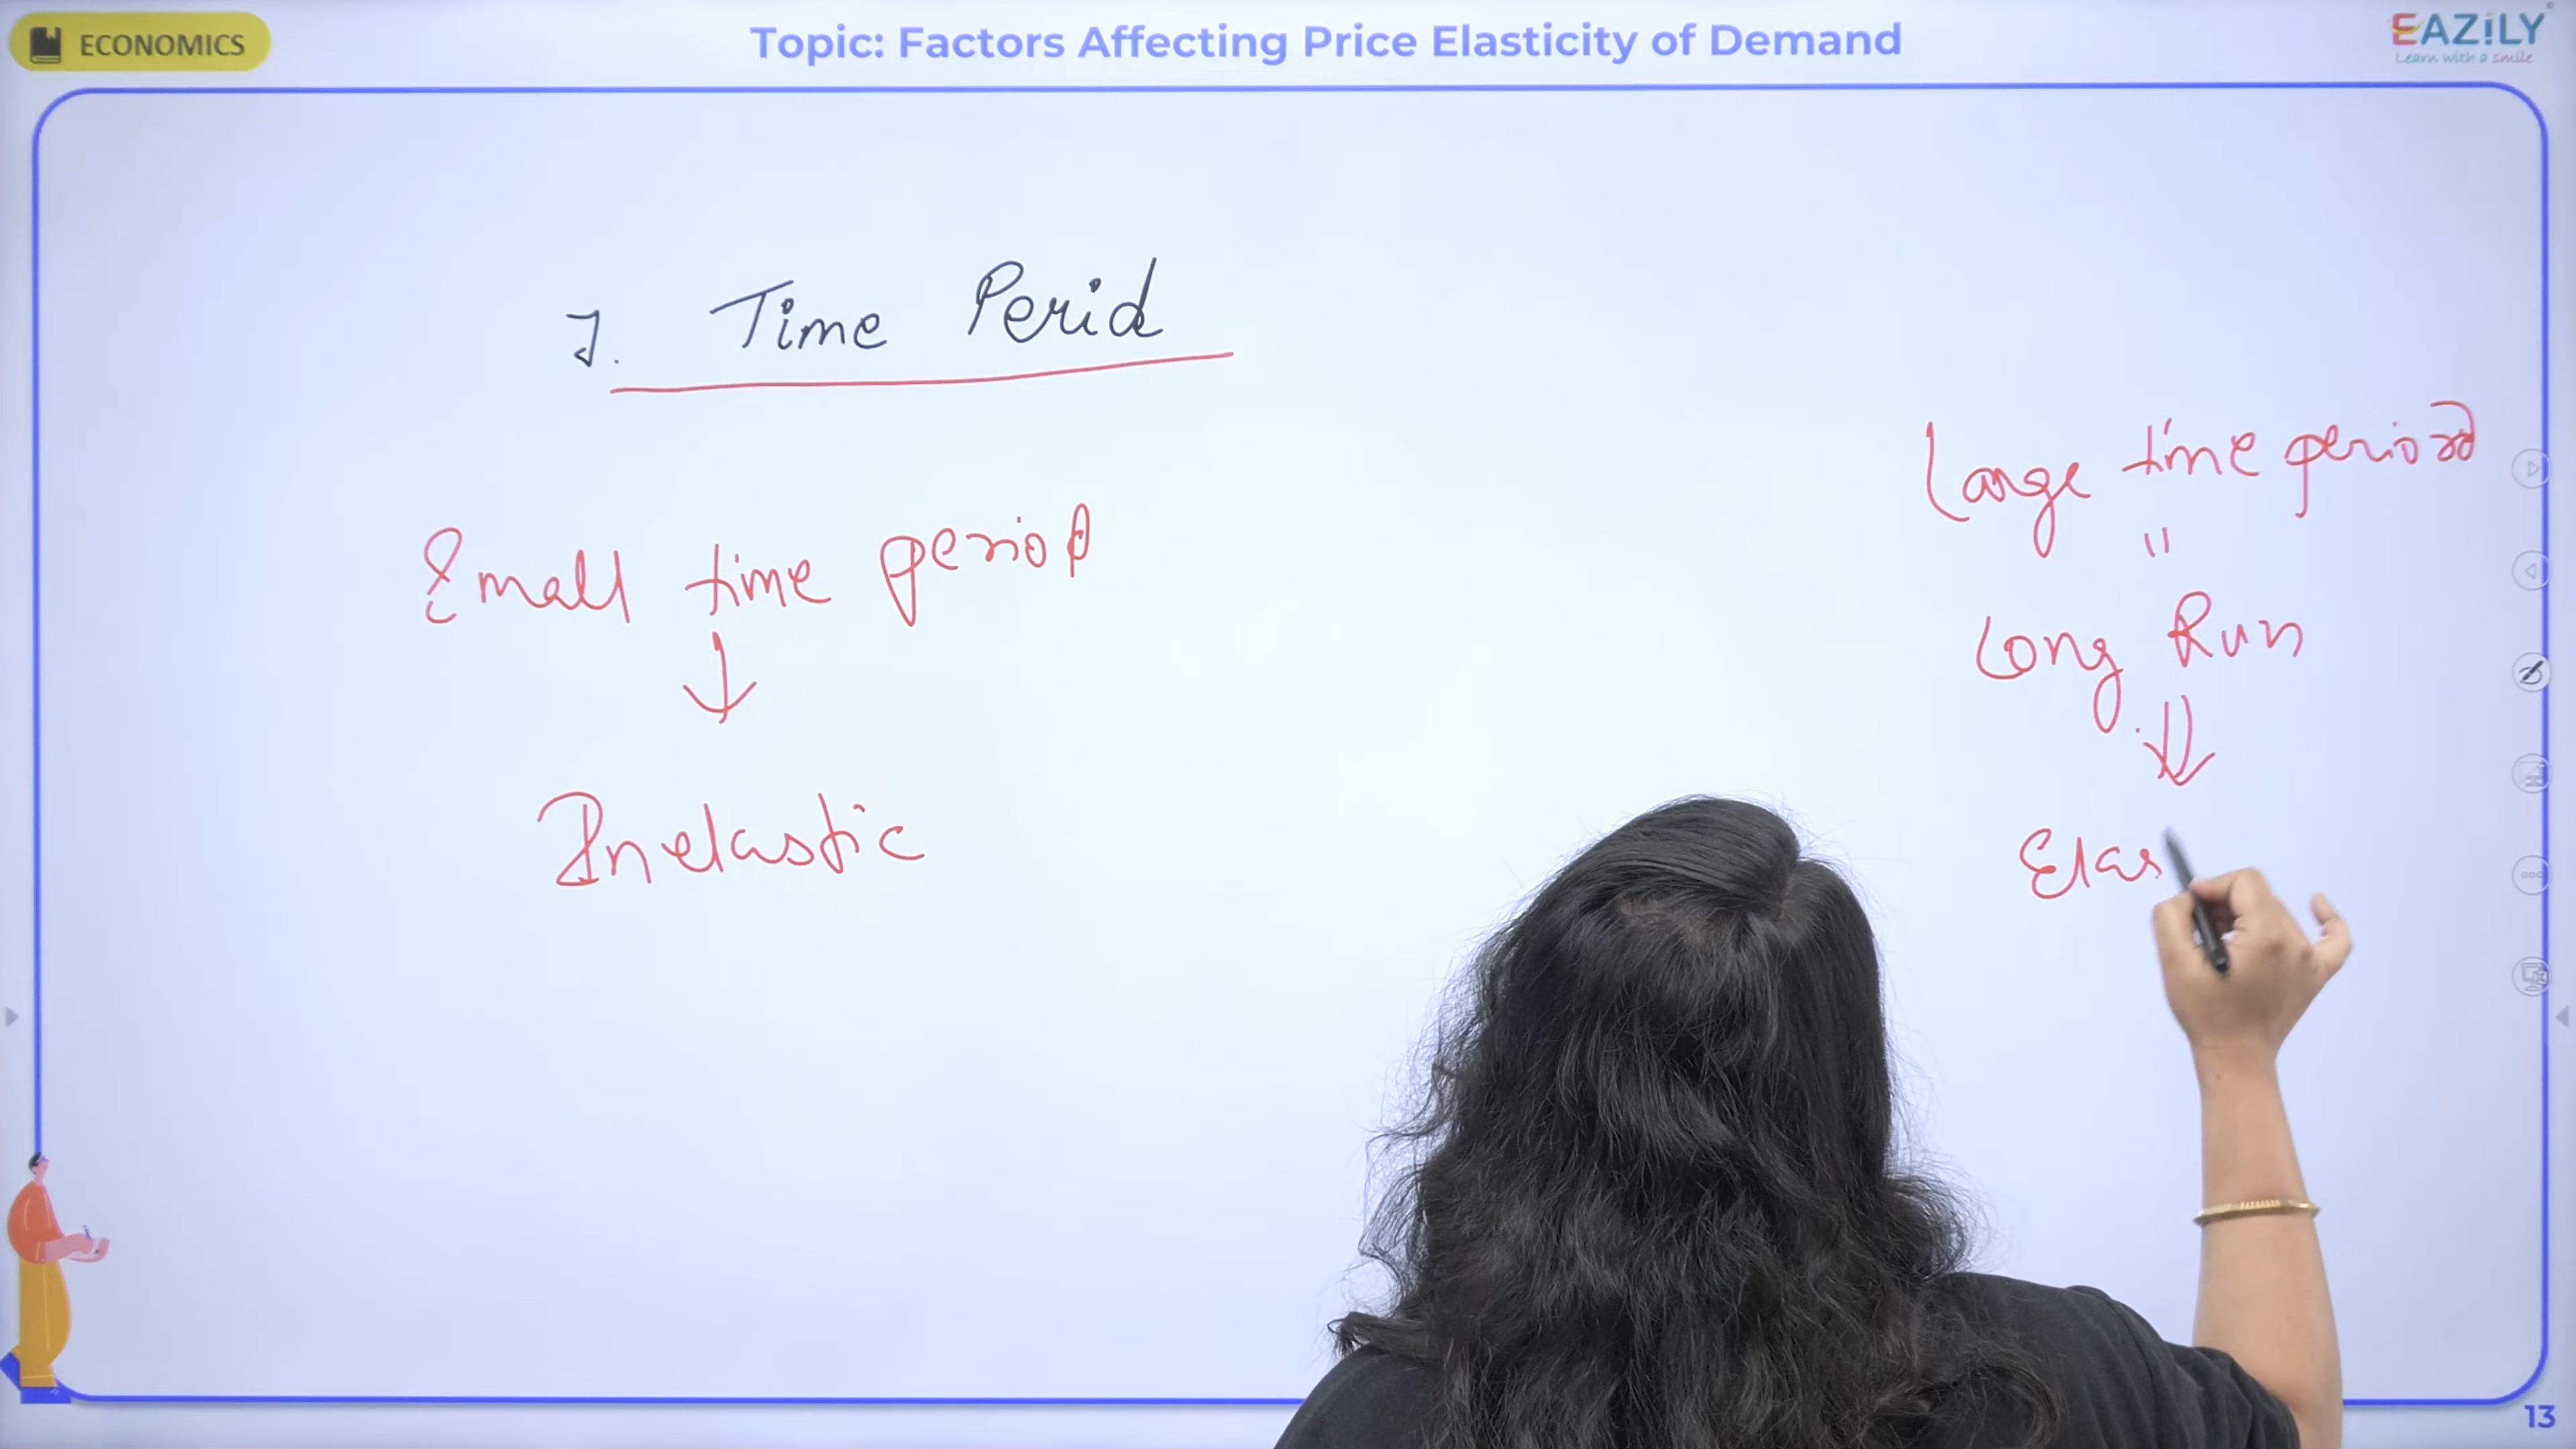 ECONOMICS
Topic: Factors Affecting Price Elasticity of Demand
EAZILY
Learn with a smile
7. Time Perid
Small time period
Inelastic
Large time period
"
Long Run
Elas
13